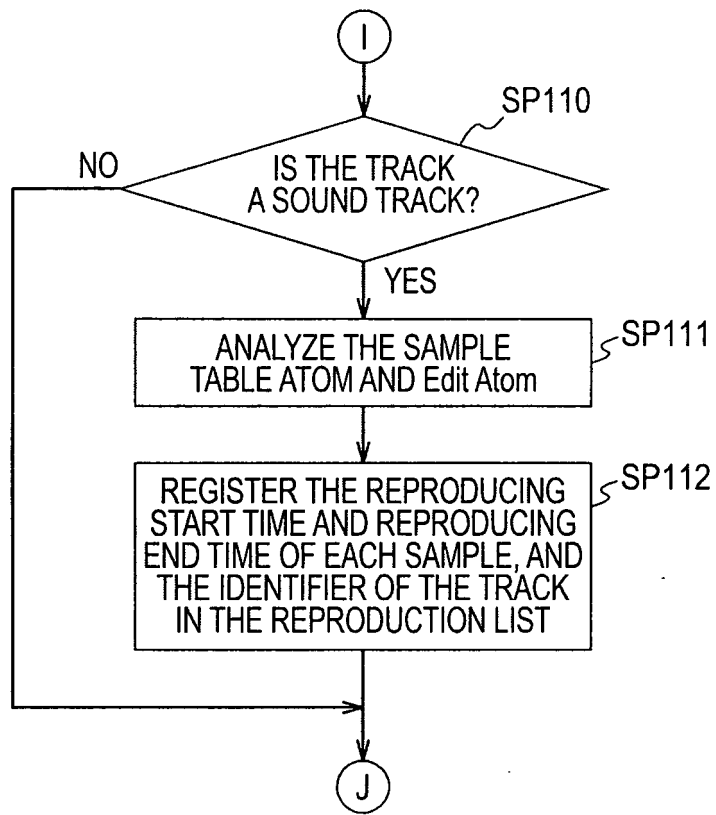 I
SP110
NO
IS THE TRACK
A SOUND TRACK?
YES
SP111
ANALYZE THE SAMPLE
TABLE ATOM AND Edit Atom
SP112
REGISTER THE REPRODUCING
START TIME AND REPRODUCING
END TIME OF EACH SAMPLE, AND
THE IDENTIFIER OF THE TRACK
IN THE REPRODUCTION LIST
J